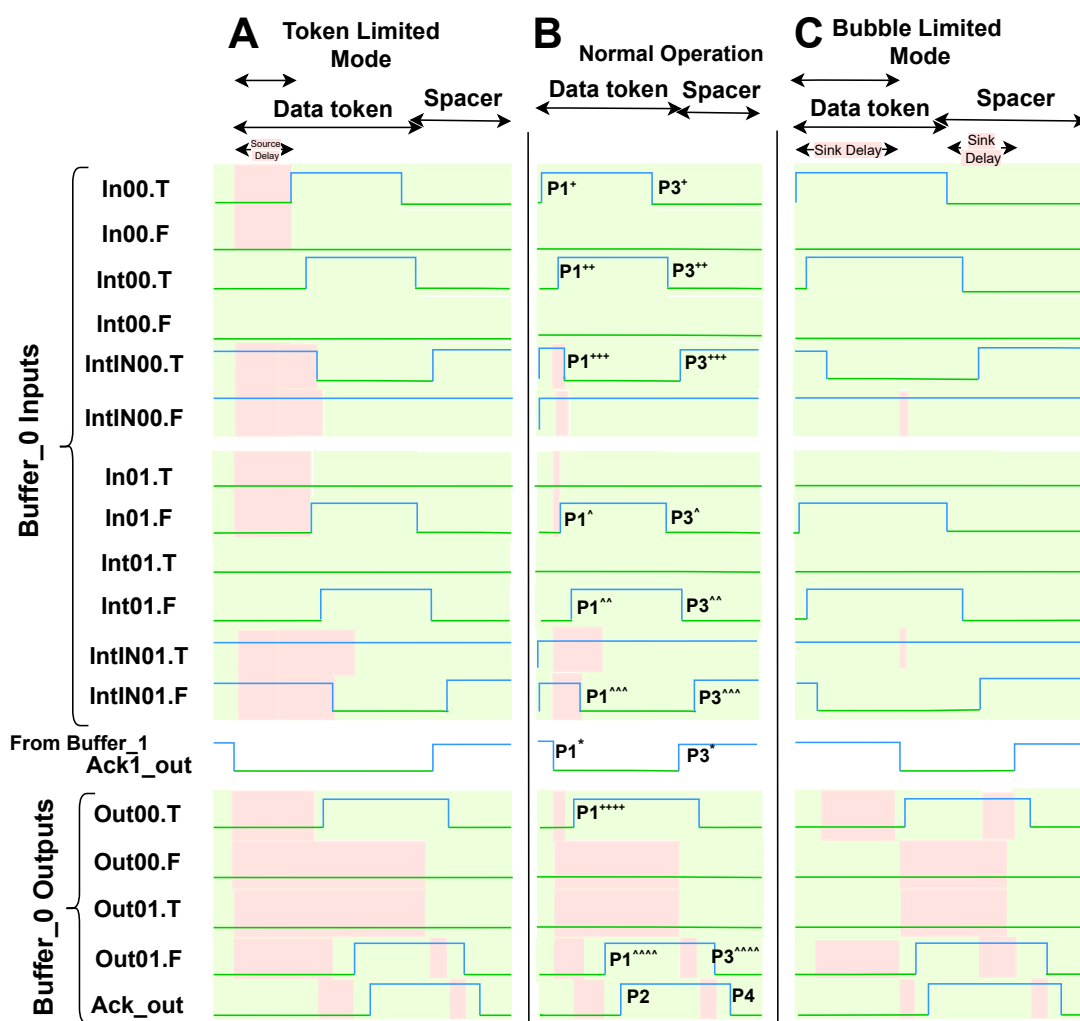 A
Token Limited
Mode
B
Normal Operation
C
Bubble Limited
Mode
Data token
Spacer
Data token
Spacer
Data token
Spacer
Source
Delay
Sink Delay
Sink
Delay
Buffer_0 Inputs
In00.T
P1+
P3+
In00.F
Int00.T
P1++
P3++
Int00.F
IntIN00.T
P1+++
P3+++
IntIN00.F
In01.T
In01.F
P1^
P3^
Int01.T
Int01.F
P1^^
P3^^
IntIN01.T
IntIN01.F
P1^^^
P3^^^
From Buffer_1
Ack1_out
P1*
P3*
Buffer_0 Outputs
Out00.T
P1++++
Out00.F
Out01.T
Out01.F
P1^^^^
P3^^^^
Ack_out
P2
P4